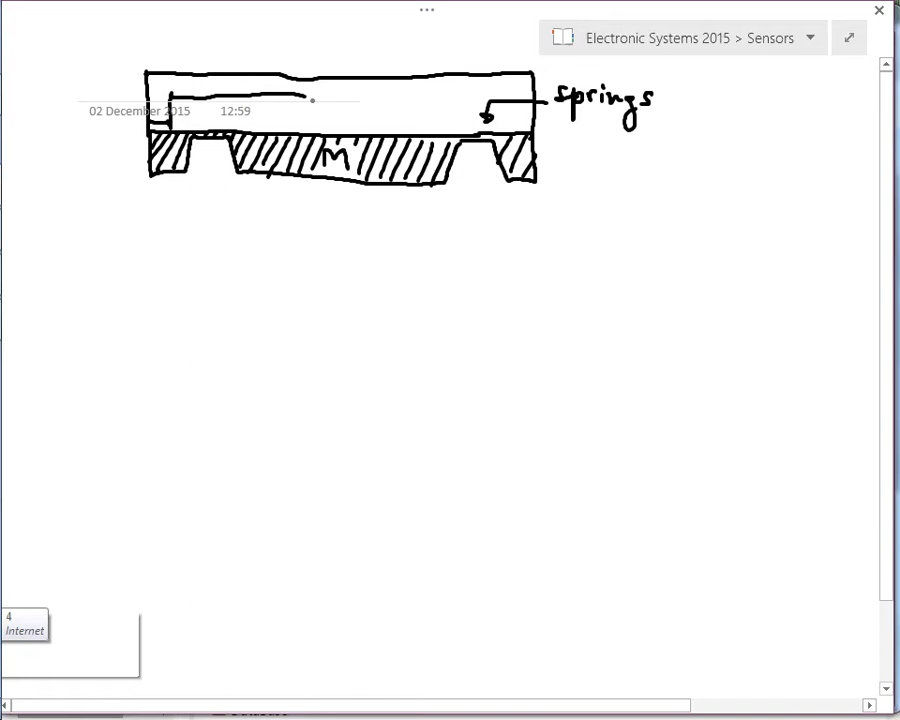 Electronic Systems 2015 > Sensors
springs
02 December 2015 12:59
M
4
Internet